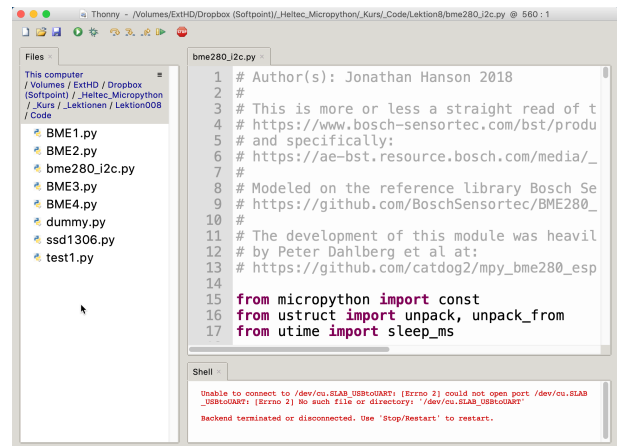 Thonny - /Volumes/ExtHD/Dropbox (Softpoint)/_Heltec_Micropython/_Kurs/_Code/Lektion8/bme280_i2c.py @ 560 : 1
Files
This computer
/ Volumes / ExtHD / Dropbox
(Softpoint) / _Heltec_Micropython
/ _Kurs / _Lektionen / Lektion008
/ Code
BME1.py
BME2.py
bme280_i2c.py
BME3.py
BME4.py
dummy.py
ssd1306.py
test1.py
bme280_i2c.py
1 # Author(s): Jonathan Hanson 2018
2 #
3 # This is more or less a straight read of t
4 # https://www.bosch-sensortec.com/bst/produ
5 # and specifically:
6 # https://ae-bst.resource.bosch.com/media/_
7 #
8 # Modeled on the reference library Bosch Se
9 # https://github.com/BoschSensortec/BME280_
10 #
11 # The development of this module was heavil
12 # by Peter Dahlberg et al at:
13 # https://github.com/catdog2/mpy_bme280_esp
14
15 from micropython import const
16 from ustruct import unpack, unpack_from
17 from utime import sleep_ms
Shell
Unable to connect to /dev/cu.SLAB_USBtoUART: [Errno 2] could not open port /dev/cu.SLAB
_USBtoUART: [Errno 2] No such file or directory: '/dev/cu.SLAB_USBtoUART'
Backend terminated or disconnected. Use 'Stop/Restart' to restart.